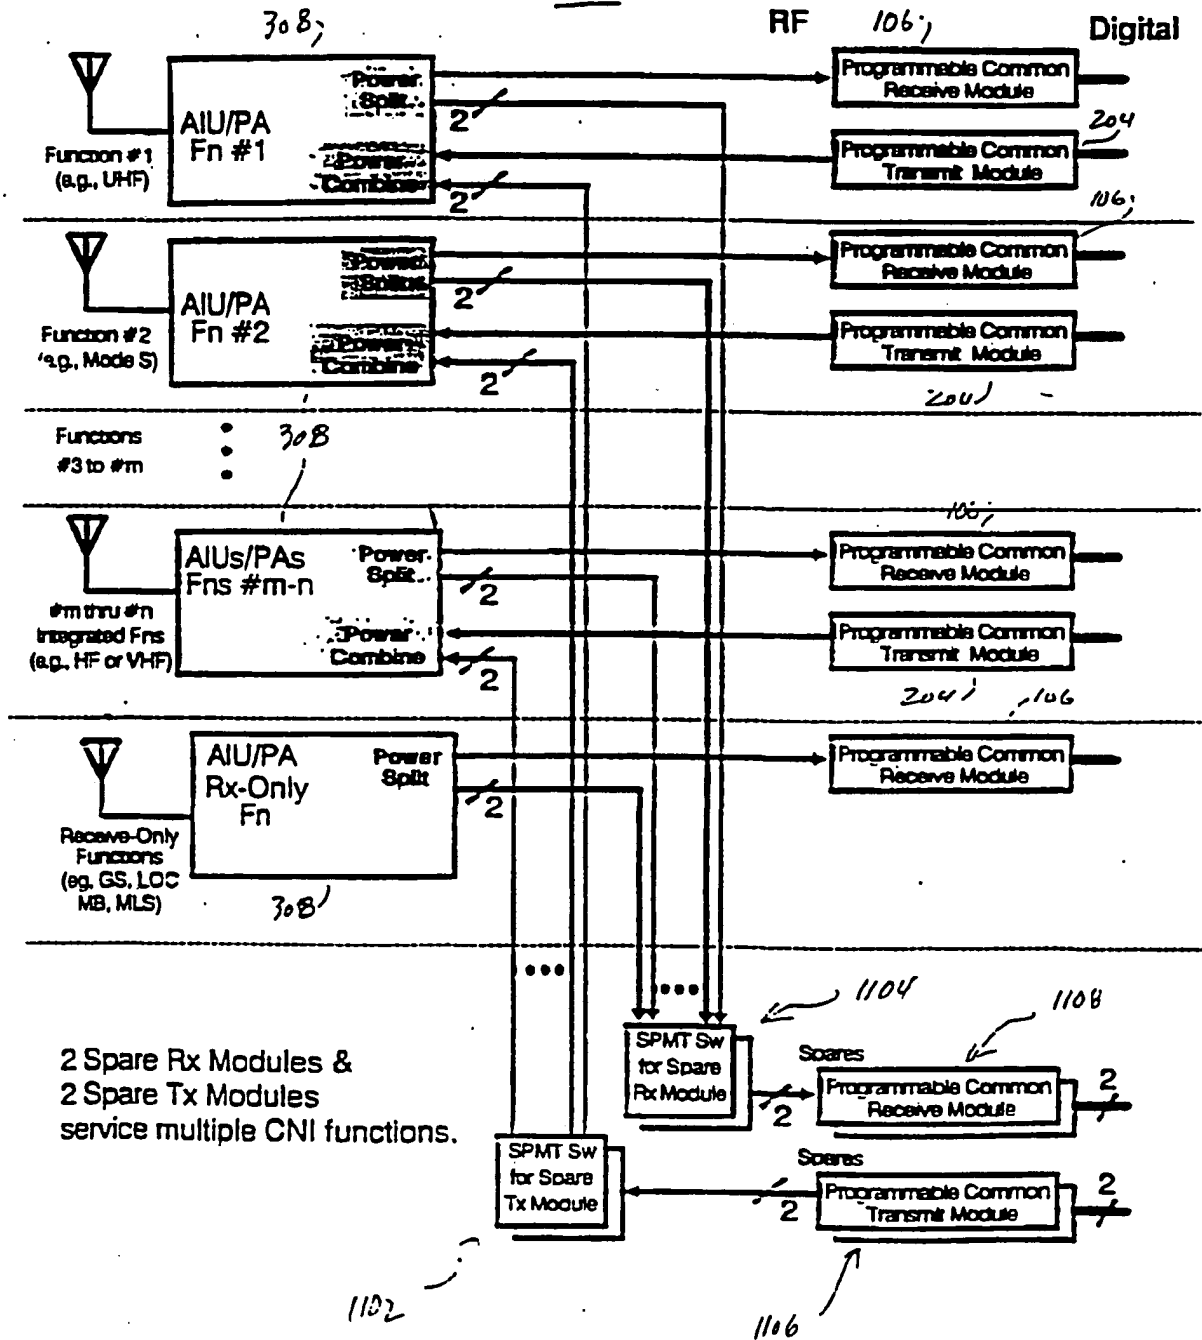 308
RF
106
Digital
AIU/PA
Fn #1
Power
Split
2
Power
Combine
2
Programmable Common
Receive Module
Programmable Common
Transmit Module
204
Function #1
(e.g., UHF)
106
AIU/PA
Fn #2
2
Power
Combine
2
Programmable Common
Receive Module
Programmable Common
Transmit Module
204
Function #2
e.g., Mode S)
308
Functions
#3 to #m
308
106
AIUs/PAs
Fns #m-n
Power
Split
2
Power
Combine
2
Programmable Common
Receive Module
Programmable Common
Transmit Module
204
106
#m thru #n
Integrated Fns
(e.g., HF or VHF)
AIU/PA
Rx-Only
Fn
Power
Split
2
Programmable Common
Receive Module
Receive-Only
Functions
(eg, GS, LOC
MB, MLS)
308
1104
1108
2 Spare Rx Modules &
2 Spare Tx Modules
service multiple CNI functions.
SPMT Sw
for Spare
Rx Module
2
Spares
Programmable Common
Receive Module
2
SPMT Sw
for Spare
Tx Module
2
Spares
Programmable Common
Transmit Module
2
1102
1106